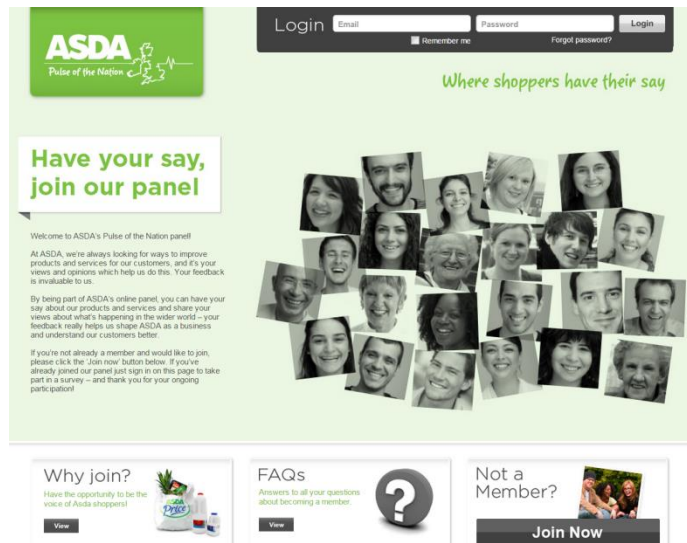 ASDA
Pulse of the Nation
Login
Email
Password
Login
Remember me
Forgot password?
Where shoppers have their say
Have your say,
join our panel
Welcome to ASDA's Pulse of the Nation panel!
At ASDA, we're always looking for ways to improve
products and services for our customers, and it's your
views and opinions which help us do this. Your feedback
is invaluable to us.
By being part of ASDA's online panel, you can have your
say about our products and services and share your
views about what's happening in the wider world – your
feedback really helps us shape ASDA as a business
and understand our customers better.
If you're not already a member and would like to join,
please click the 'Join now' button below. If you've
already joined our panel just sign in on this page to take
part in a survey – and thank you for your ongoing
participation!
Why join?
Have the opportunity to be the
voice of Asda shoppers!
View
ASDA
Price
FAQs
Answers to all your questions
about becoming a member.
View
?
Not a
Member?
Join Now